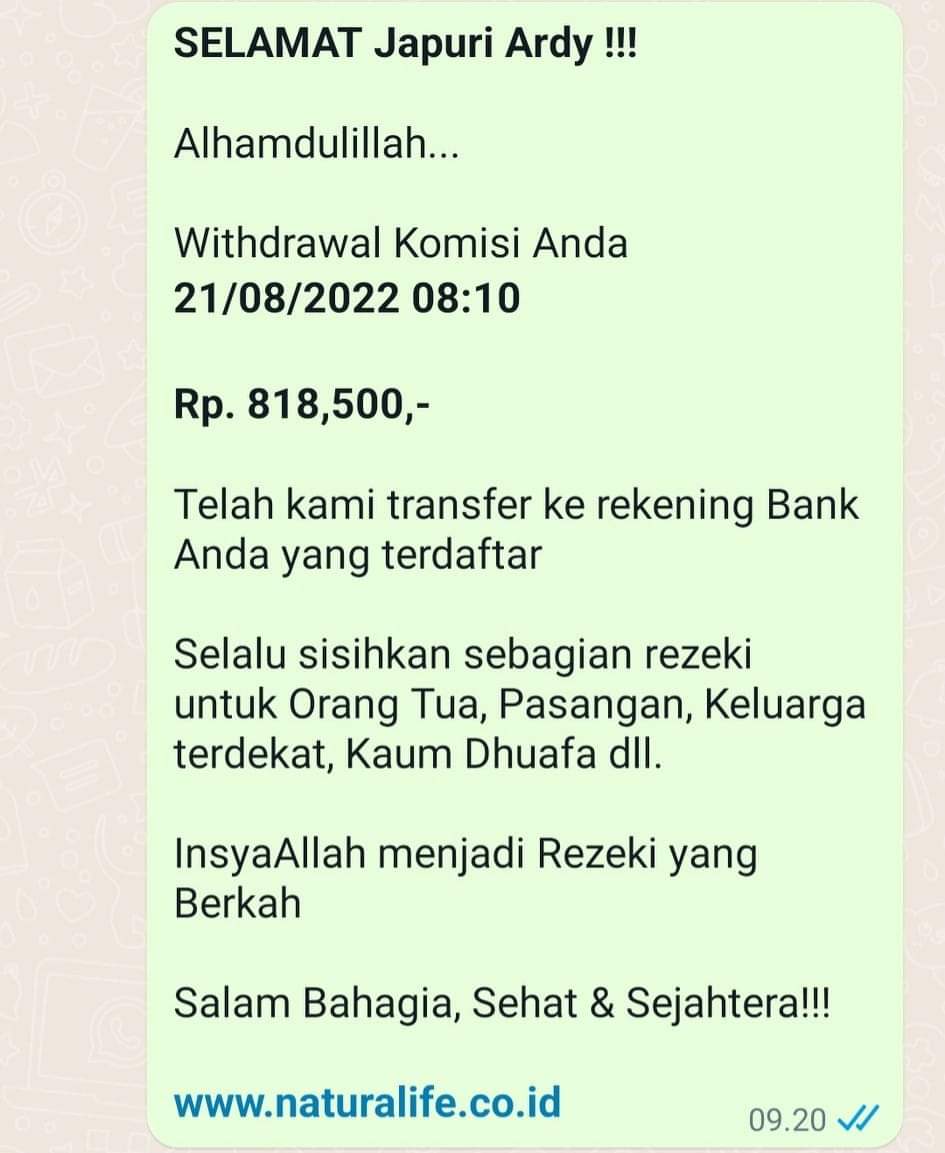 SELAMAT Japuri Ardy !!!
Alhamdulillah...
Withdrawal Komisi Anda
21/08/2022 08:10
Rp. 818,500,-
Telah kami transfer ke rekening Bank
Anda yang terdaftar
Selalu sisihkan sebagian rezeki
untuk Orang Tua, Pasangan, Keluarga
terdekat, Kaum Dhuafa dll.
InsyaAllah menjadi Rezeki yang
Berkah
Salam Bahagia, Sehat & Sejahtera!!!
www.naturalife.co.id
09.20